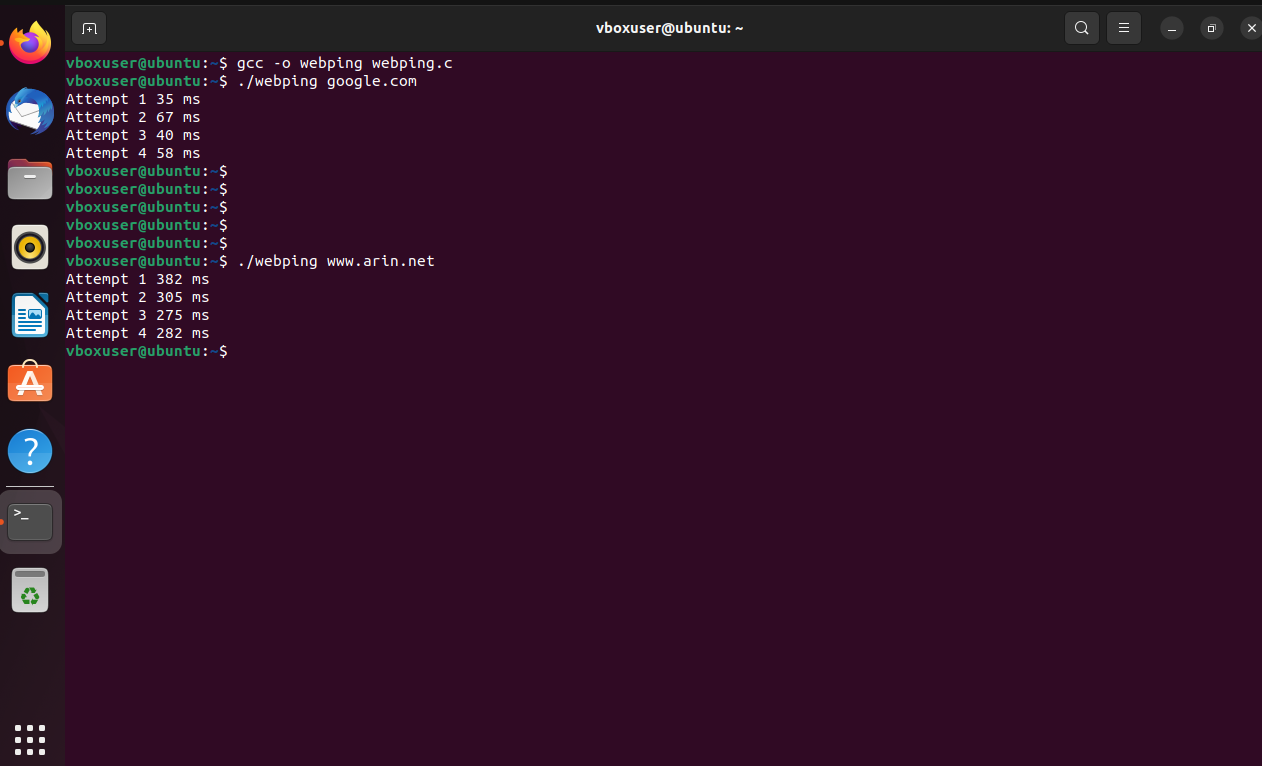 vboxuser@ubuntu: ~
vboxuser@ubuntu:~$ gcc -o webping webping.c
vboxuser@ubuntu:~$ ./webping google.com
Attempt 1 35 ms
Attempt 2 67 ms
Attempt 3 40 ms
Attempt 4 58 ms
vboxuser@ubuntu:~$
vboxuser@ubuntu:~$
vboxuser@ubuntu:~$
vboxuser@ubuntu:~$
vboxuser@ubuntu:~$
vboxuser@ubuntu:~$ ./webping www.arin.net
Attempt 1 382 ms
Attempt 2 305 ms
Attempt 3 275 ms
Attempt 4 282 ms
vboxuser@ubuntu:~$